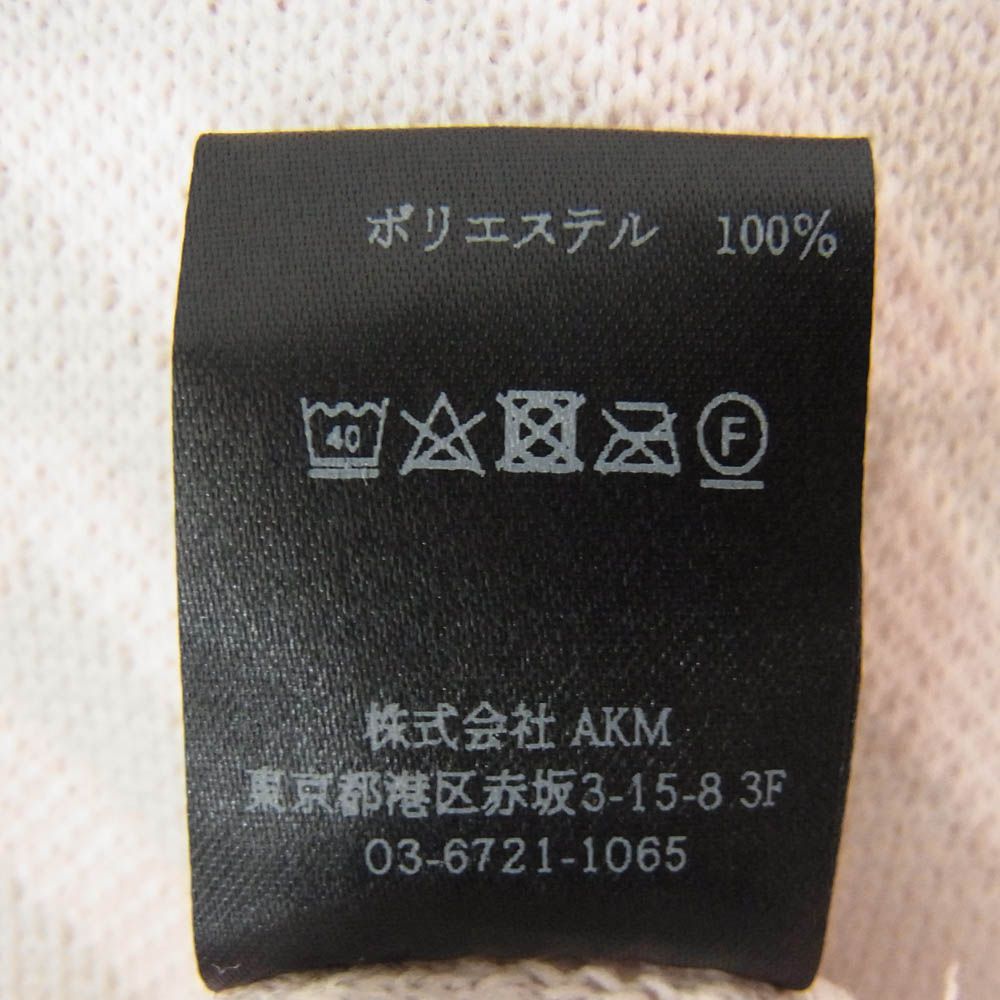 ポリエステル 100%
40 F
株式会社 AKM
東京都港区赤坂3-15-8 3F
03-6721-1065